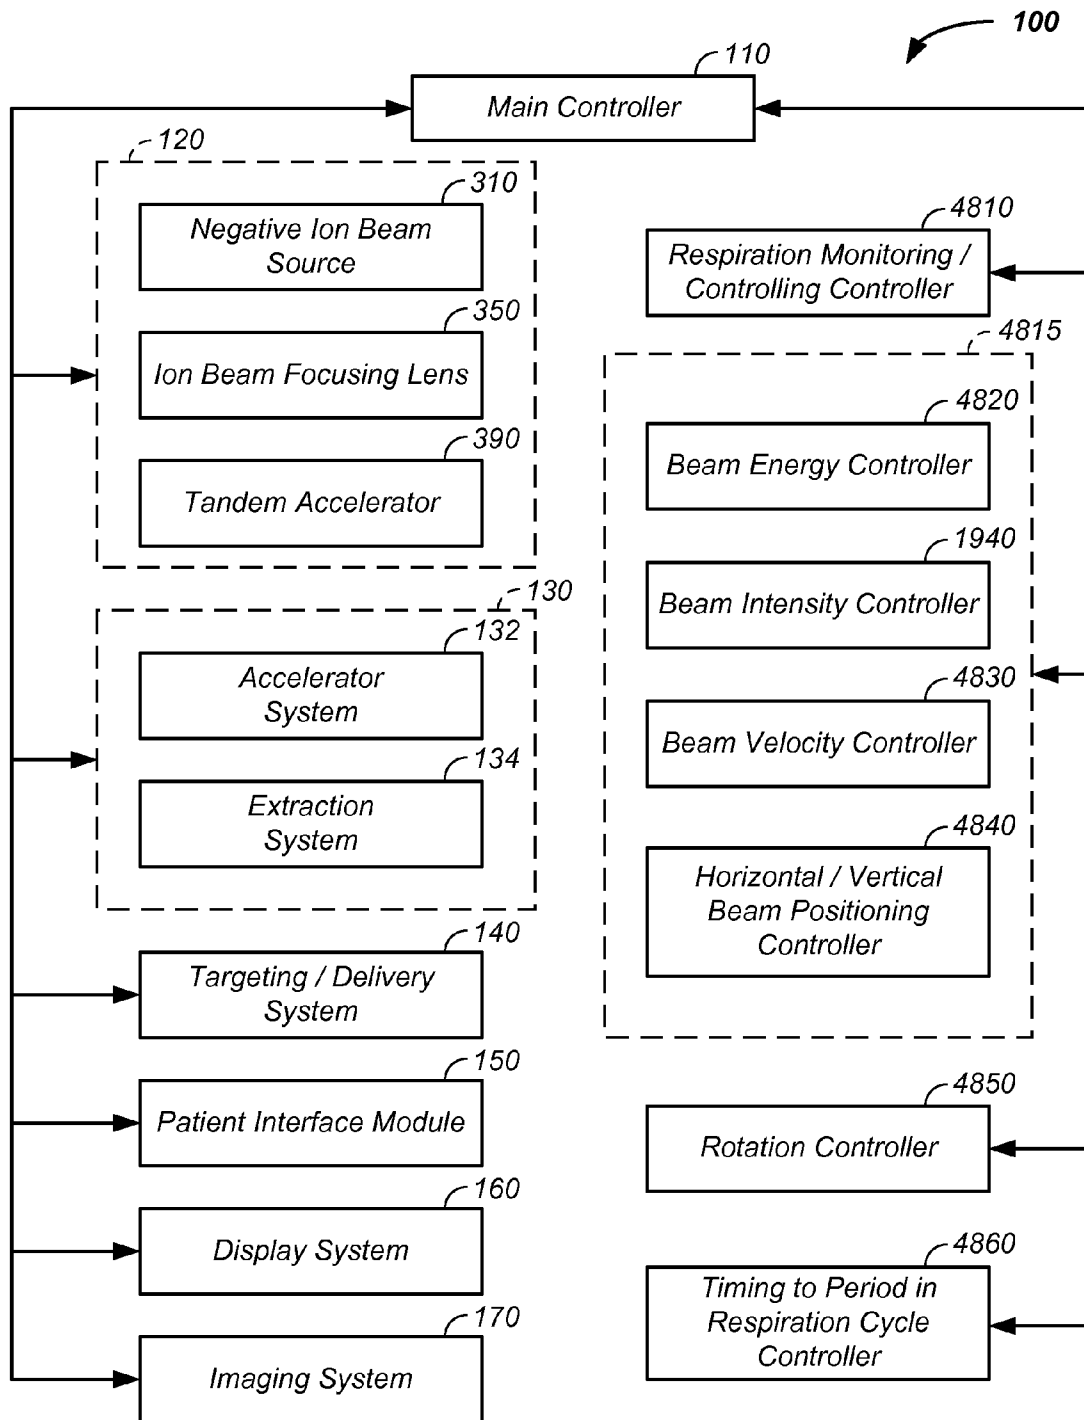 100
110
Main Controller
120
310
Negative Ion Beam
Source
350
Ion Beam Focusing Lens
390
Tandem Accelerator
130
132
Accelerator
System
134
Extraction
System
140
Targeting / Delivery
System
150
Patient Interface Module
160
Display System
170
Imaging System
4810
Respiration Monitoring /
Controlling Controller
4815
4820
Beam Energy Controller
1940
Beam Intensity Controller
4830
Beam Velocity Controller
4840
Horizontal / Vertical
Beam Positioning
Controller
4850
Rotation Controller
4860
Timing to Period in
Respiration Cycle
Controller